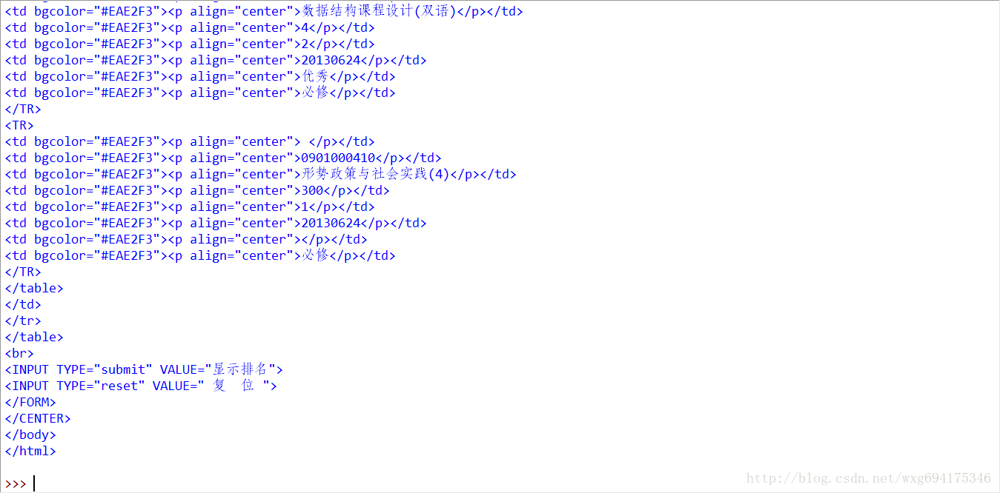 <td bgcolor="#EAE2F3"><p align="center">数据结构课程设计(双语)</p></td>
<td bgcolor="#EAE2F3"><p align="center">4</p></td>
<td bgcolor="#EAE2F3"><p align="center">2</p></td>
<td bgcolor="#EAE2F3"><p align="center">20130624</p></td>
<td bgcolor="#EAE2F3"><p align="center">优秀</p></td>
<td bgcolor="#EAE2F3"><p align="center">必修</p></td>
</TR>
<TR>
<td bgcolor="#EAE2F3"><p align="center"> </p></td>
<td bgcolor="#EAE2F3"><p align="center">0901000410</p></td>
<td bgcolor="#EAE2F3"><p align="center">形势政策与社会实践(4)</p></td>
<td bgcolor="#EAE2F3"><p align="center">300</p></td>
<td bgcolor="#EAE2F3"><p align="center">1</p></td>
<td bgcolor="#EAE2F3"><p align="center">20130624</p></td>
<td bgcolor="#EAE2F3"><p align="center"></p></td>
<td bgcolor="#EAE2F3"><p align="center">必修</p></td>
</TR>
</table>
</td>
</tr>
</table>
<br>
<INPUT TYPE="submit" VALUE="显示排名">
<INPUT TYPE="reset" VALUE=" 复  位 ">
</FORM>
</CENTER>
</body>
</html>
>>>
http://blog.csdn.net/wxg694175346